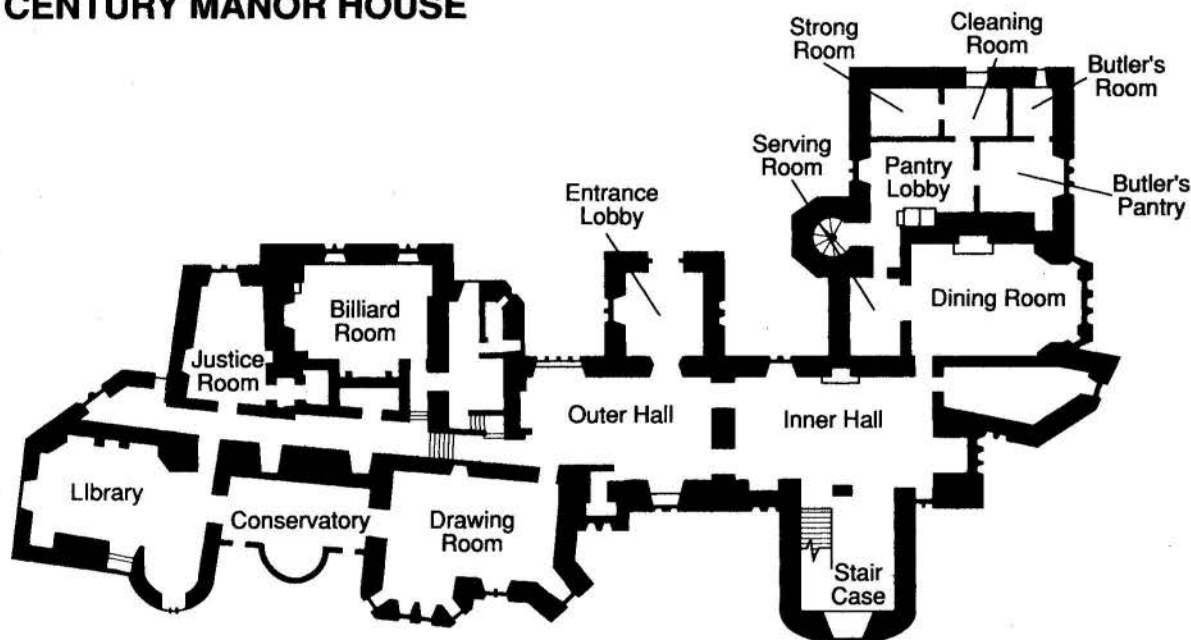 CENTURY MANOR HOUSE
Strong
Room
Cleaning
Room
Butler's
Room
Serving
Room
Pantry
Lobby
Butler's
Pantry
Entrance
Lobby
Billiard
Room
Dining Room
Justice
Room
Outer Hall
Inner Hall
LIbrary
Conservatory
Drawing
Room
Stair
Case